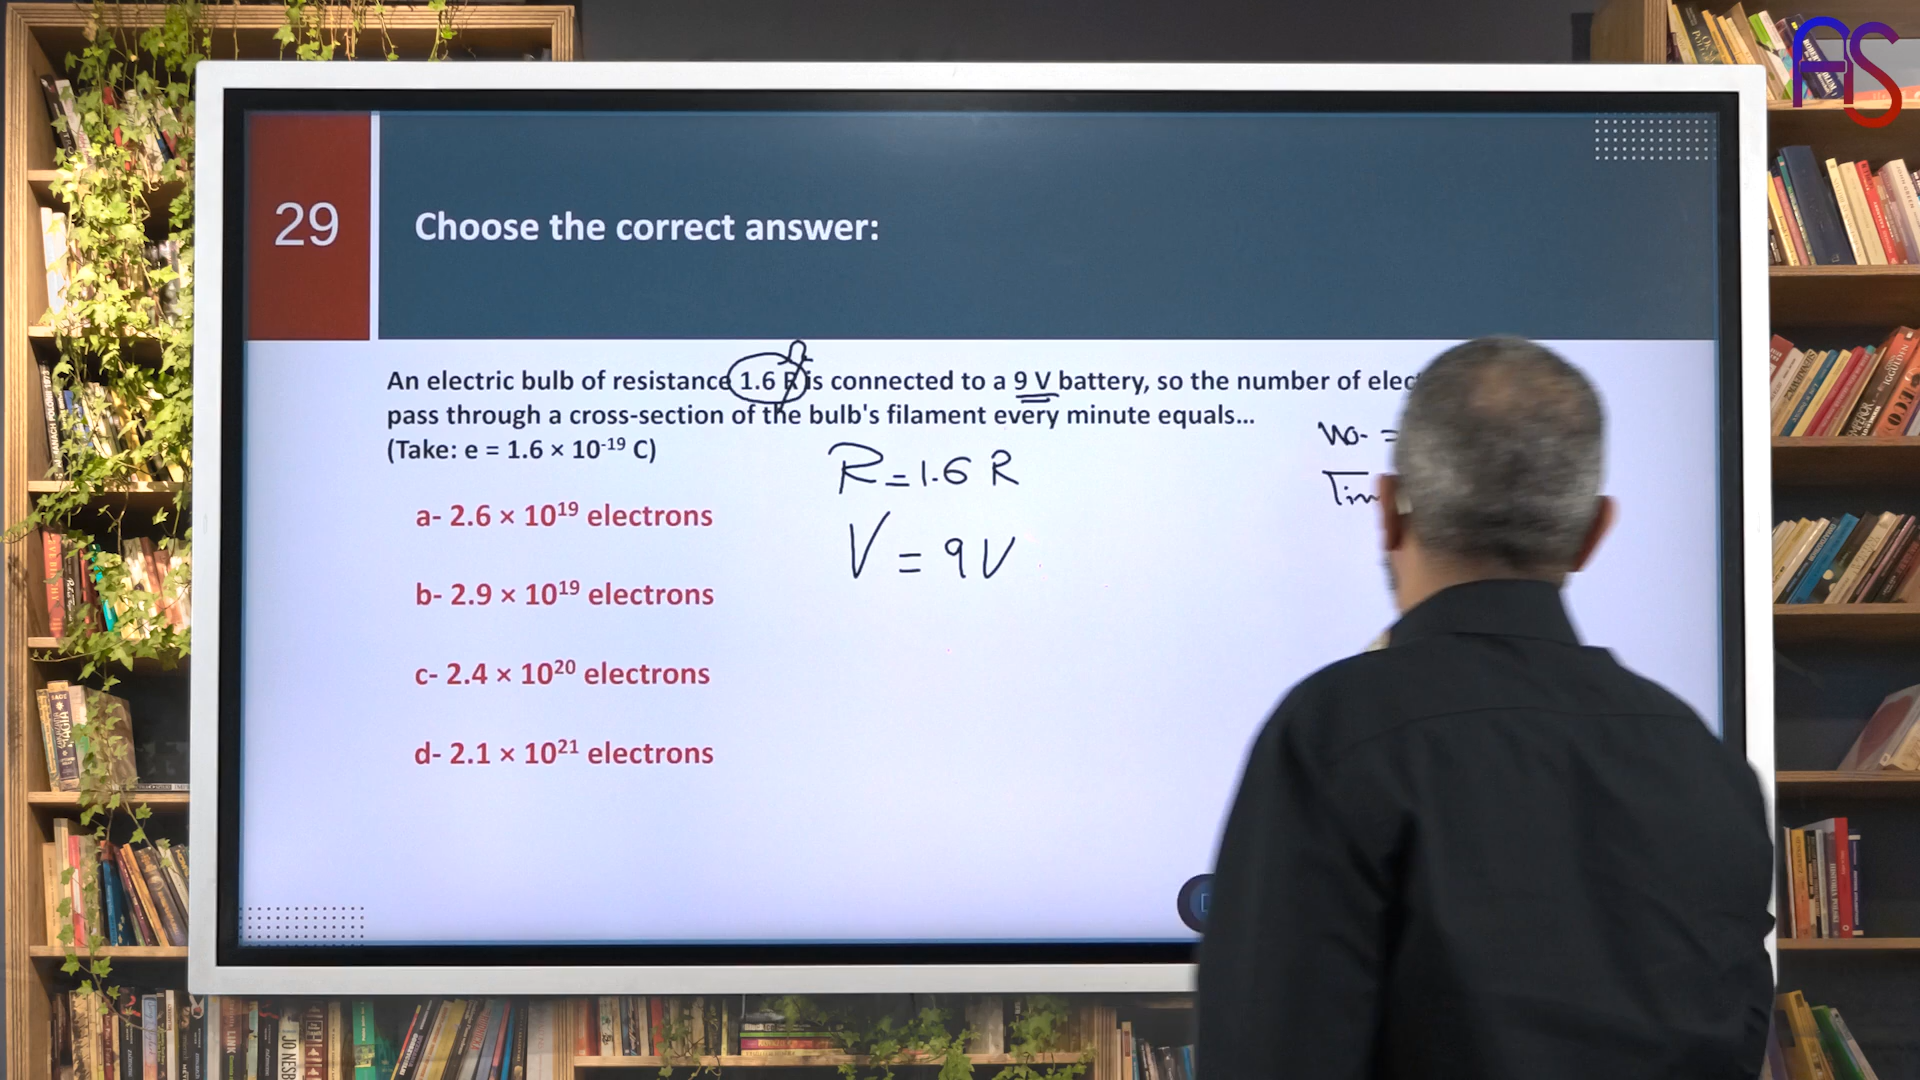 29
Choose the correct answer:
An electric bulb of resistance 1.6 R is connected to a 9 V battery, so the number of elec
pass through a cross-section of the bulb's filament every minute equals...
(Take: e = 1.6 × 10⁻¹⁹ C)
No. =
Tim
R = 1.6 R
V = 9 V
a- 2.6 × 10¹⁹ electrons
b- 2.9 × 10¹⁹ electrons
c- 2.4 × 10²⁰ electrons
d- 2.1 × 10²¹ electrons
AS